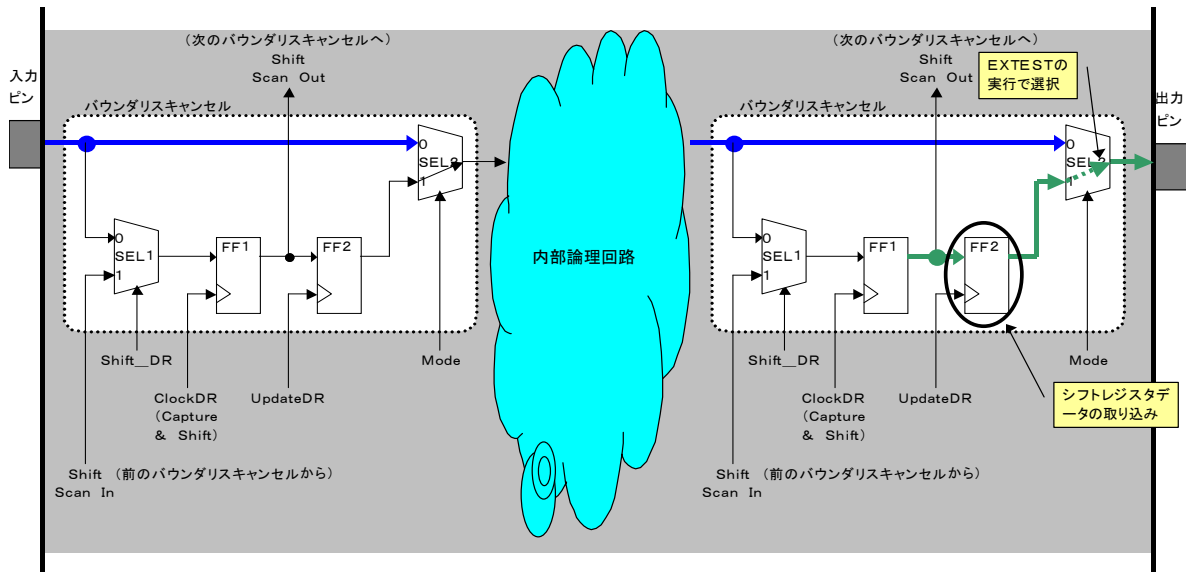 (次のバウンダリスキャンセルへ)
Shift
Scan Out
入力
ピン
バウンダリスキャンセル
0
SEL2
1
0
SEL1
1
FF1
FF2
Shift__DR
Mode
ClockDR
(Capture
& Shift)
UpdateDR
Shift (前のバウンダリスキャンセルから)
Scan In
内部論理回路
(次のバウンダリスキャンセルへ)
Shift
Scan Out
EXTESTの
実行で選択
出力
ピン
バウンダリスキャンセル
0
SEL2
1
0
SEL1
1
FF1
FF2
Shift__DR
Mode
ClockDR
(Capture
& Shift)
UpdateDR
シフトレジスタデ
ータの取り込み
Shift (前のバウンダリスキャンセルから)
Scan In